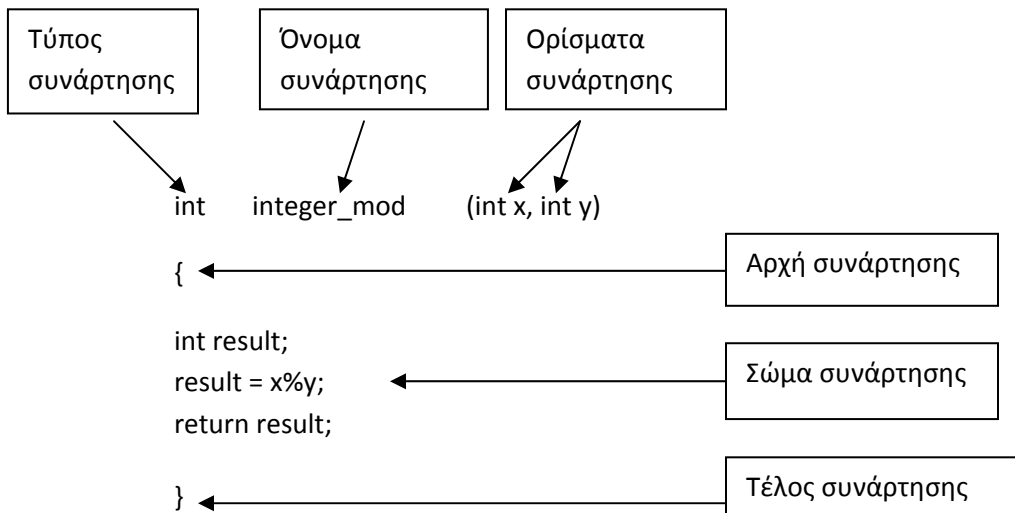 Τύπος
συνάρτησης
Όνομα
συνάρτησης
Ορίσματα
συνάρτησης
int integer_mod (int x, int y)
{
Αρχή συνάρτησης
int result;
result = x%y;
Σώμα συνάρτησης
return result;
}
Τέλος συνάρτησης